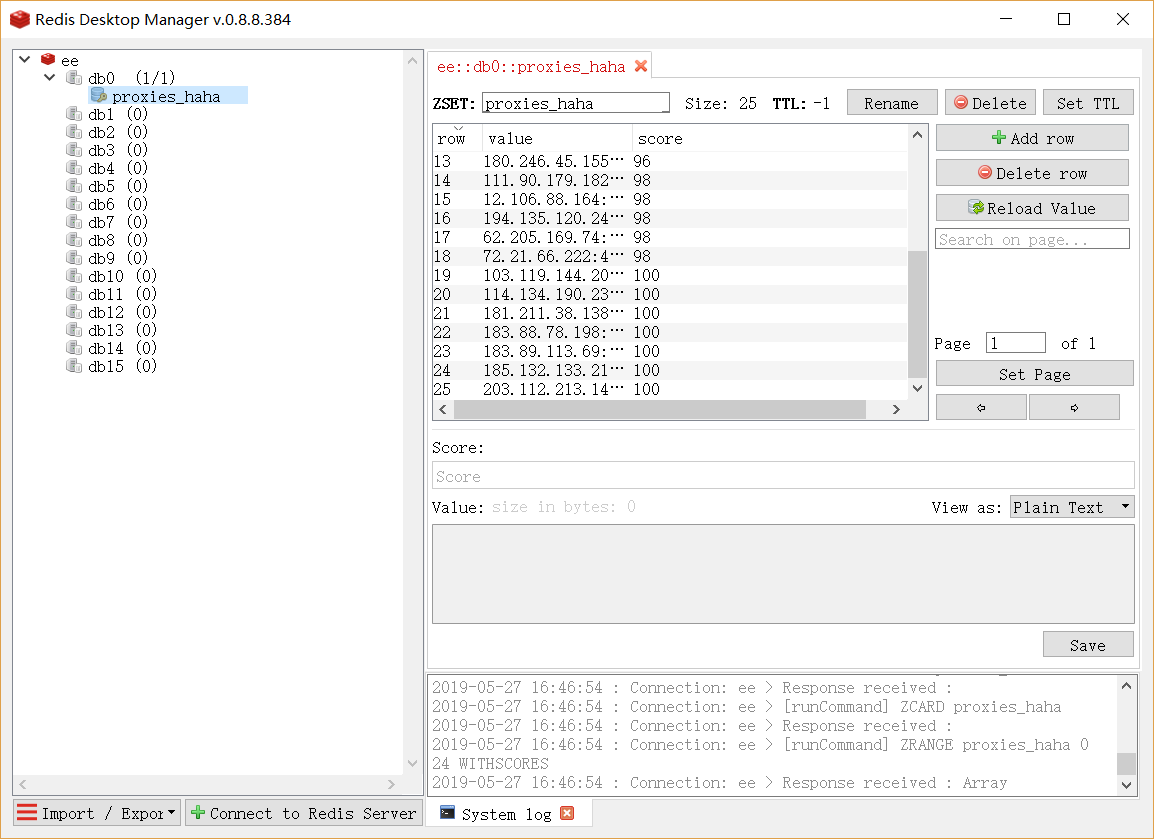 Redis Desktop Manager v.0.8.8.384
ee
db0 (1/1)
proxies_haha
db1 (0)
db2 (0)
db3 (0)
db4 (0)
db5 (0)
db6 (0)
db7 (0)
db8 (0)
db9 (0)
db10 (0)
db11 (0)
db12 (0)
db13 (0)
db14 (0)
db15 (0)
Import / Expor
Connect to Redis Server
ee::db0::proxies_haha
ZSET: proxies_haha Size: 25 TTL: -1 Rename Delete Set TTL
row value score
13 180.246.45.155… 96
14 111.90.179.182… 98
15 12.106.88.164:… 98
16 194.135.120.24… 98
17 62.205.169.74:… 98
18 72.21.66.222:4… 98
19 103.119.144.20… 100
20 114.134.190.23… 100
21 181.211.38.138… 100
22 183.88.78.198:… 100
23 183.89.113.69:… 100
24 185.132.133.21… 100
25 203.112.213.14… 100
Add row
Delete row
Reload Value
Search on page...
Page 1 of 1
Set Page
Score:
Score
Value: size in bytes: 0 View as: Plain Text
Save
2019-05-27 16:46:54 : Connection: ee > Response received :
2019-05-27 16:46:54 : Connection: ee > [runCommand] ZCARD proxies_haha
2019-05-27 16:46:54 : Connection: ee > Response received :
2019-05-27 16:46:54 : Connection: ee > [runCommand] ZRANGE proxies_haha 0
24 WITHSCORES
2019-05-27 16:46:54 : Connection: ee > Response received : Array
System log